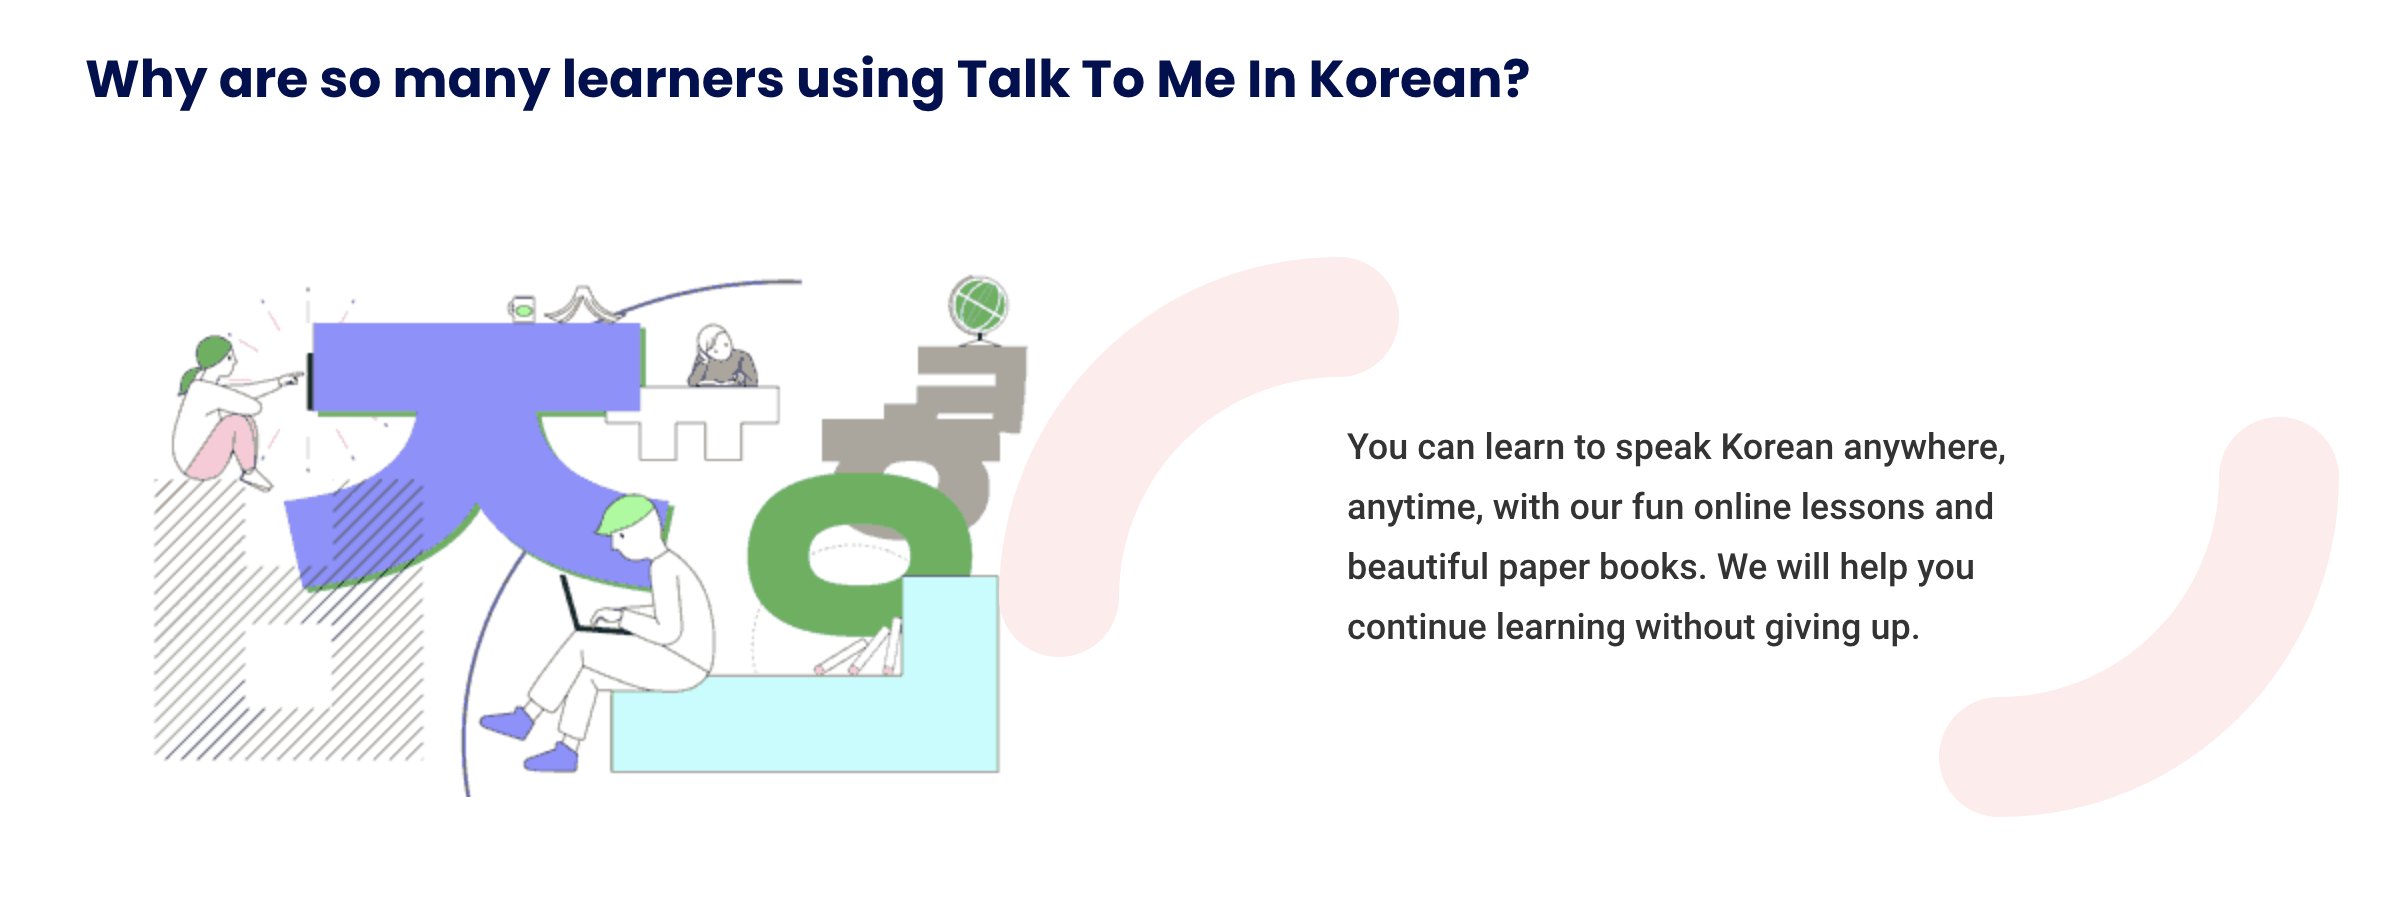 Why are so many learners using Talk To Me In Korean?
You can learn to speak Korean anywhere,
anytime, with our fun online lessons and
beautiful paper books. We will help you
continue learning without giving up.